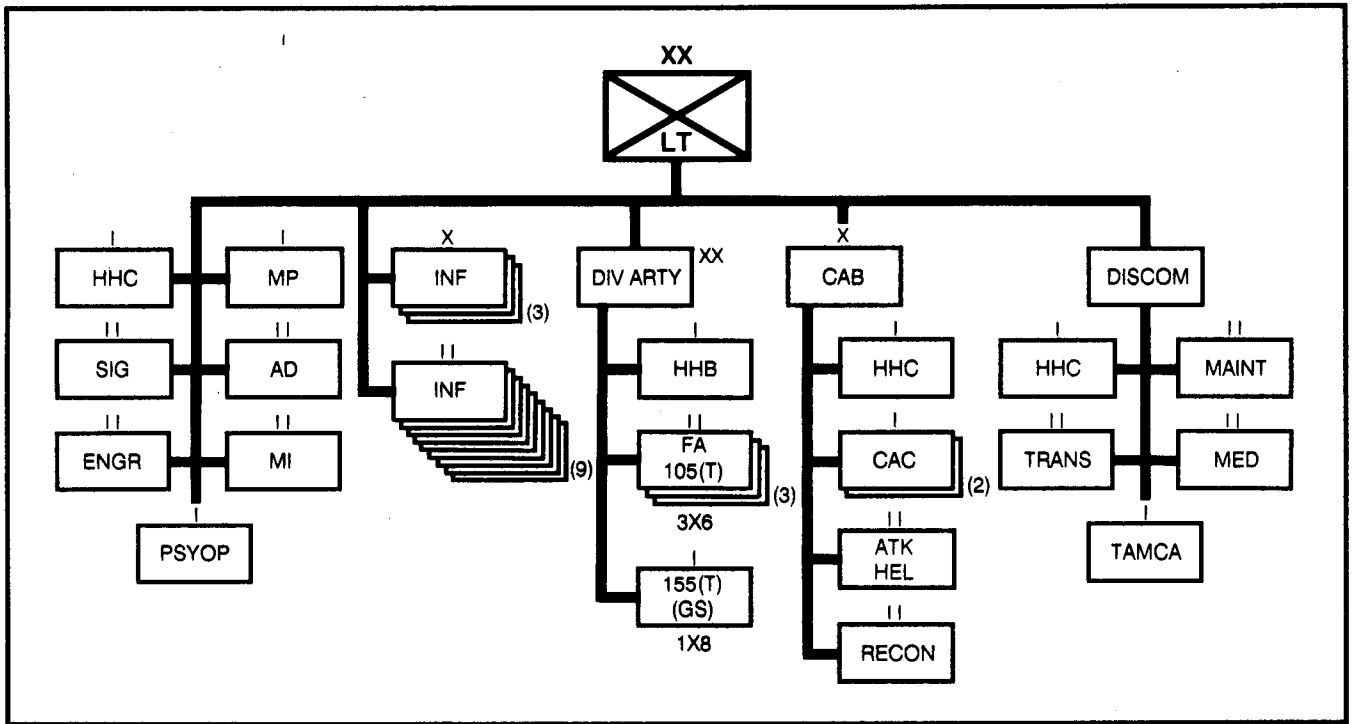 XX
LT
I
HHC
I
MP
II
SIG
II
AD
II
ENGR
II
MI
I
PSYOP
X
INF
(3)
II
INF
(9)
DIV ARTY
XX
I
HHB
II
FA
105(T)
(3)
3X6
I
155(T)
(GS)
1X8
X
CAB
I
HHC
I
CAC
(2)
II
ATK
HEL
II
RECON
DISCOM
I
HHC
II
MAINT
II
TRANS
II
MED
I
TAMCA